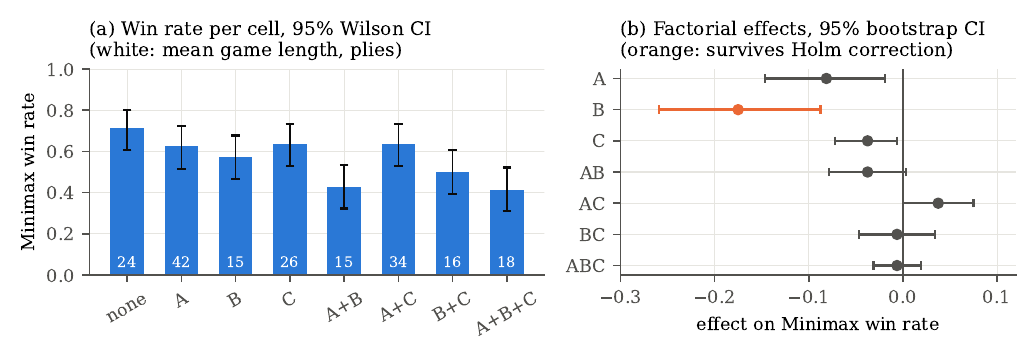 (a) Win rate per cell, 95% Wilson CI
(white: mean game length, plies)
Minimax win rate
1.0
0.8
0.6
0.4
0.2
0.0
24 42 15 26 15 34 16 18
none A B C A+B A+C B+C A+B+C
(b) Factorial effects, 95% bootstrap CI
(orange: survives Holm correction)
A
B
C
AB
AC
BC
ABC
−0.3 −0.2 −0.1 0.0 0.1
effect on Minimax win rate